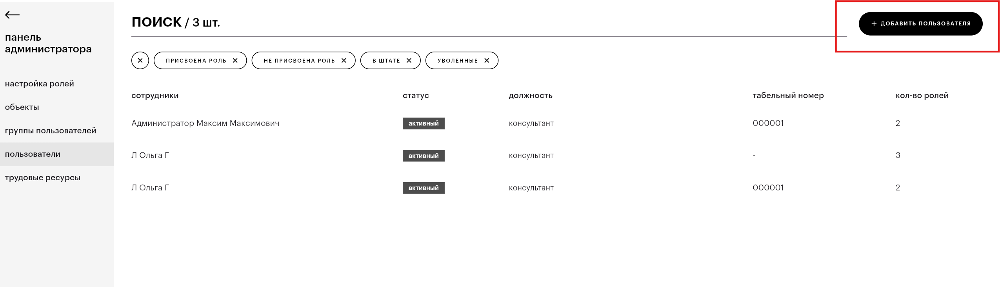 панель
администратора
настройка ролей
объекты
группы пользователей
пользователи
трудовые ресурсы
ПОИСК / 3 шт.
+ ДОБАВИТЬ ПОЛЬЗОВАТЕЛЯ
ПРИСВОЕНА РОЛЬ НЕ ПРИСВОЕНА РОЛЬ В ШТАТЕ УВОЛЕННЫЕ
сотрудники статус должность табельный номер кол-во ролей
Администратор Максим Максимович активный консультант 000001 2
Л Ольга Г активный консультант - 3
Л Ольга Г активный консультант 000001 2